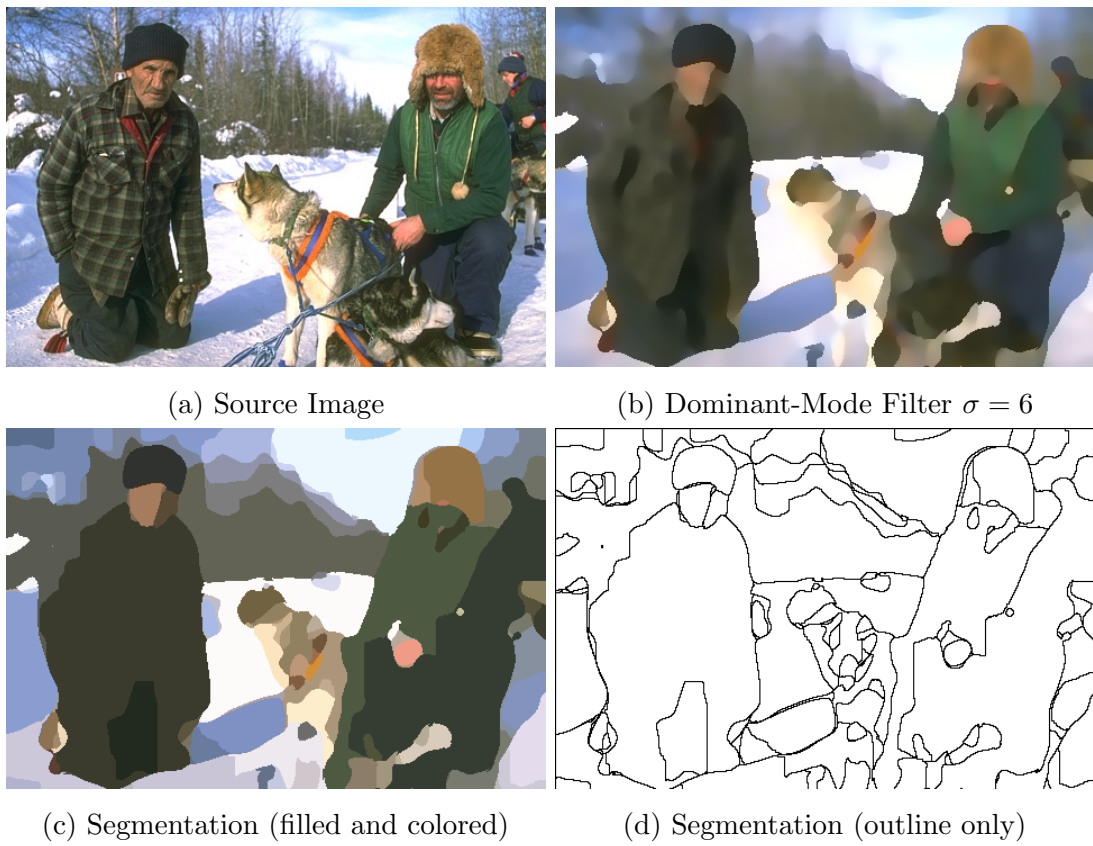 (a) Source Image
(b) Dominant-Mode Filter σ = 6
(c) Segmentation (filled and colored)
(d) Segmentation (outline only)